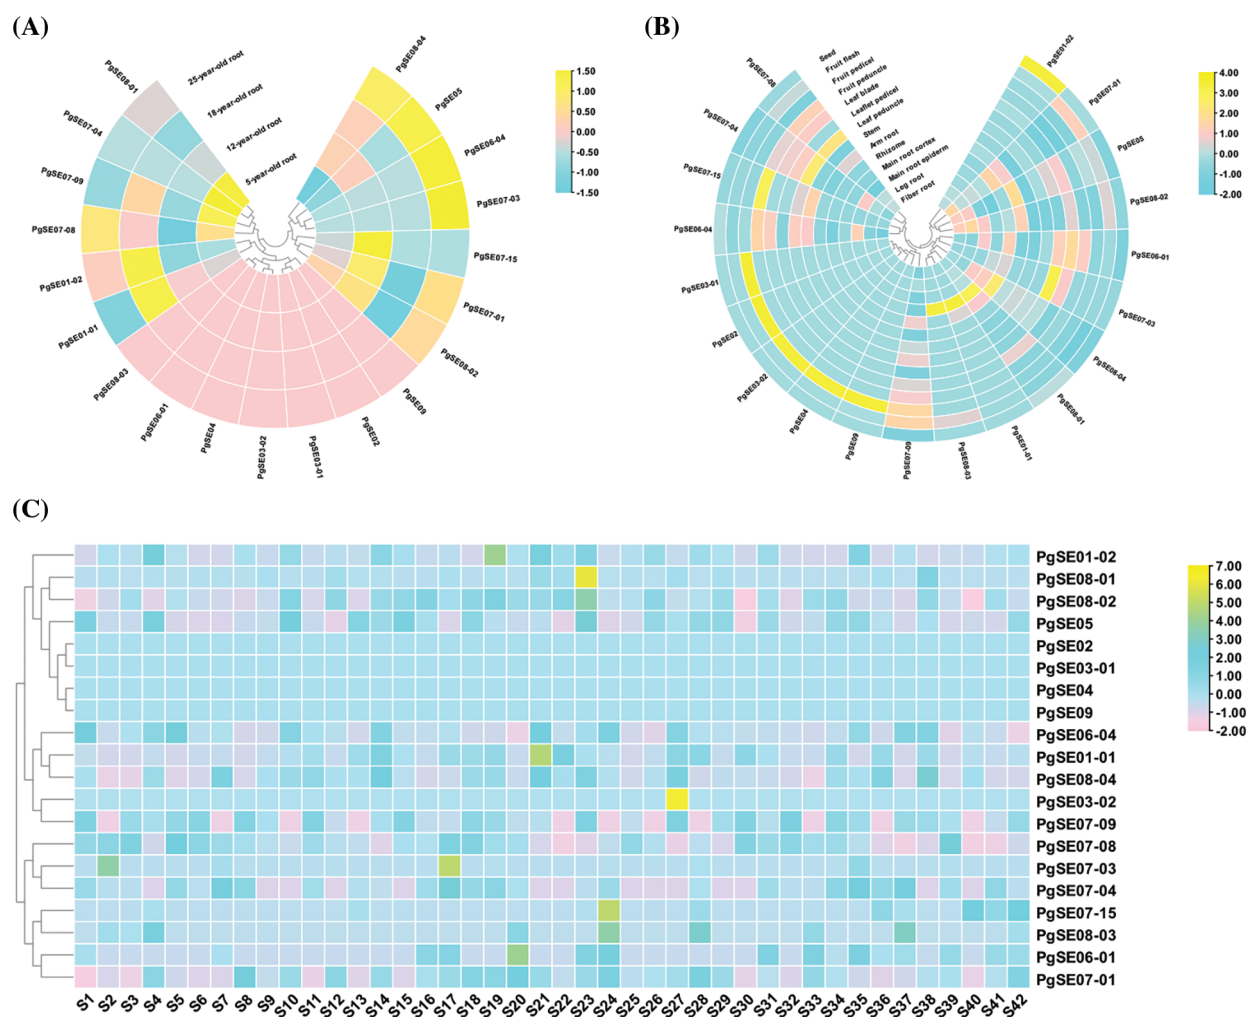 (A)
25-year-old root
18-year-old root
12-year-old root
5-year-old root
PgSE08-04
PgSE05
PgSE06-04
PgSE07-03
PgSE07-15
PgSE07-01
PgSE08-02
PgSE09
PgSE02
PgSE03-01
PgSE03-02
PgSE04
PgSE06-01
PgSE08-03
PgSE01-01
PgSE01-02
PgSE07-08
PgSE07-09
PgSE07-04
PgSE08-01
1.50
1.00
0.50
0.00
-0.50
-1.00
-1.50
(B)
Seed
Fruit flesh
Fruit pedicel
Fruit peduncle
Leaf blade
Leaflet pedicel
Leaf peduncle
Stem
Arm root
Rhizome
Main root cortex
Main root epiderm
Leg root
Fiber root
PgSE01-02
PgSE07-01
PgSE05
PgSE08-02
PgSE06-01
PgSE07-03
PgSE08-04
PgSE08-01
PgSE01-01
PgSE08-03
PgSE07-09
PgSE09
PgSE04
PgSE03-02
PgSE02
PgSE03-01
PgSE06-04
PgSE07-15
PgSE07-04
PgSE07-08
4.00
3.00
2.00
1.00
0.00
-1.00
-2.00
(C)
PgSE01-02
PgSE08-01
PgSE08-02
PgSE05
PgSE02
PgSE03-01
PgSE04
PgSE09
PgSE06-04
PgSE01-01
PgSE08-04
PgSE03-02
PgSE07-09
PgSE07-08
PgSE07-03
PgSE07-04
PgSE07-15
PgSE08-03
PgSE06-01
PgSE07-01
7.00
6.00
5.00
4.00
3.00
2.00
1.00
0.00
-1.00
-2.00
S1 S2 S3 S4 S5 S6 S7 S8 S9 S10 S11 S12 S13 S14 S15 S16 S17 S18 S19 S20 S21 S22 S23 S24 S25 S26 S27 S28 S29 S30 S31 S32 S33 S34 S35 S36 S37 S38 S39 S40 S41 S42